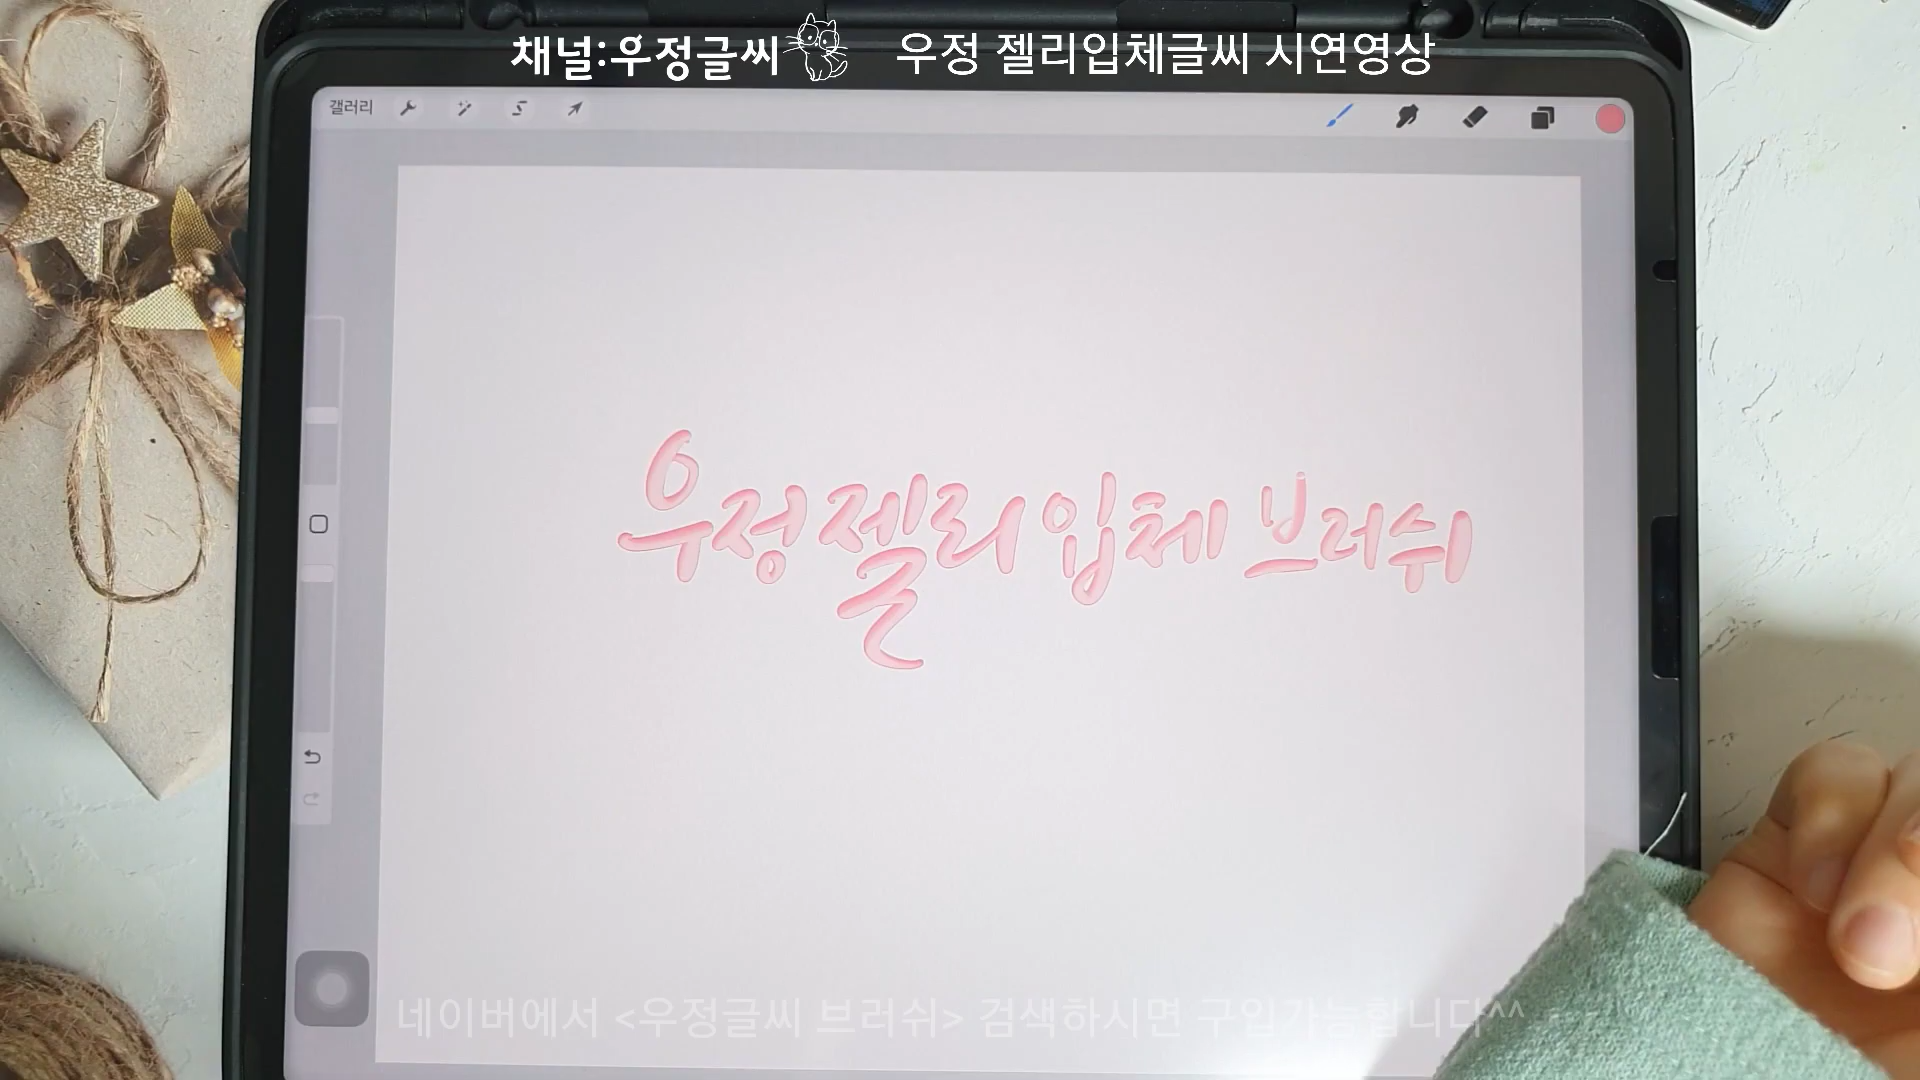 채널:우정글씨 우정 젤리입체글씨 시연영상
갤러리
우정 젤리 입체 브러쉬
네이버에서 <우정글씨 브러쉬> 검색하시면 구입가능합니다^^